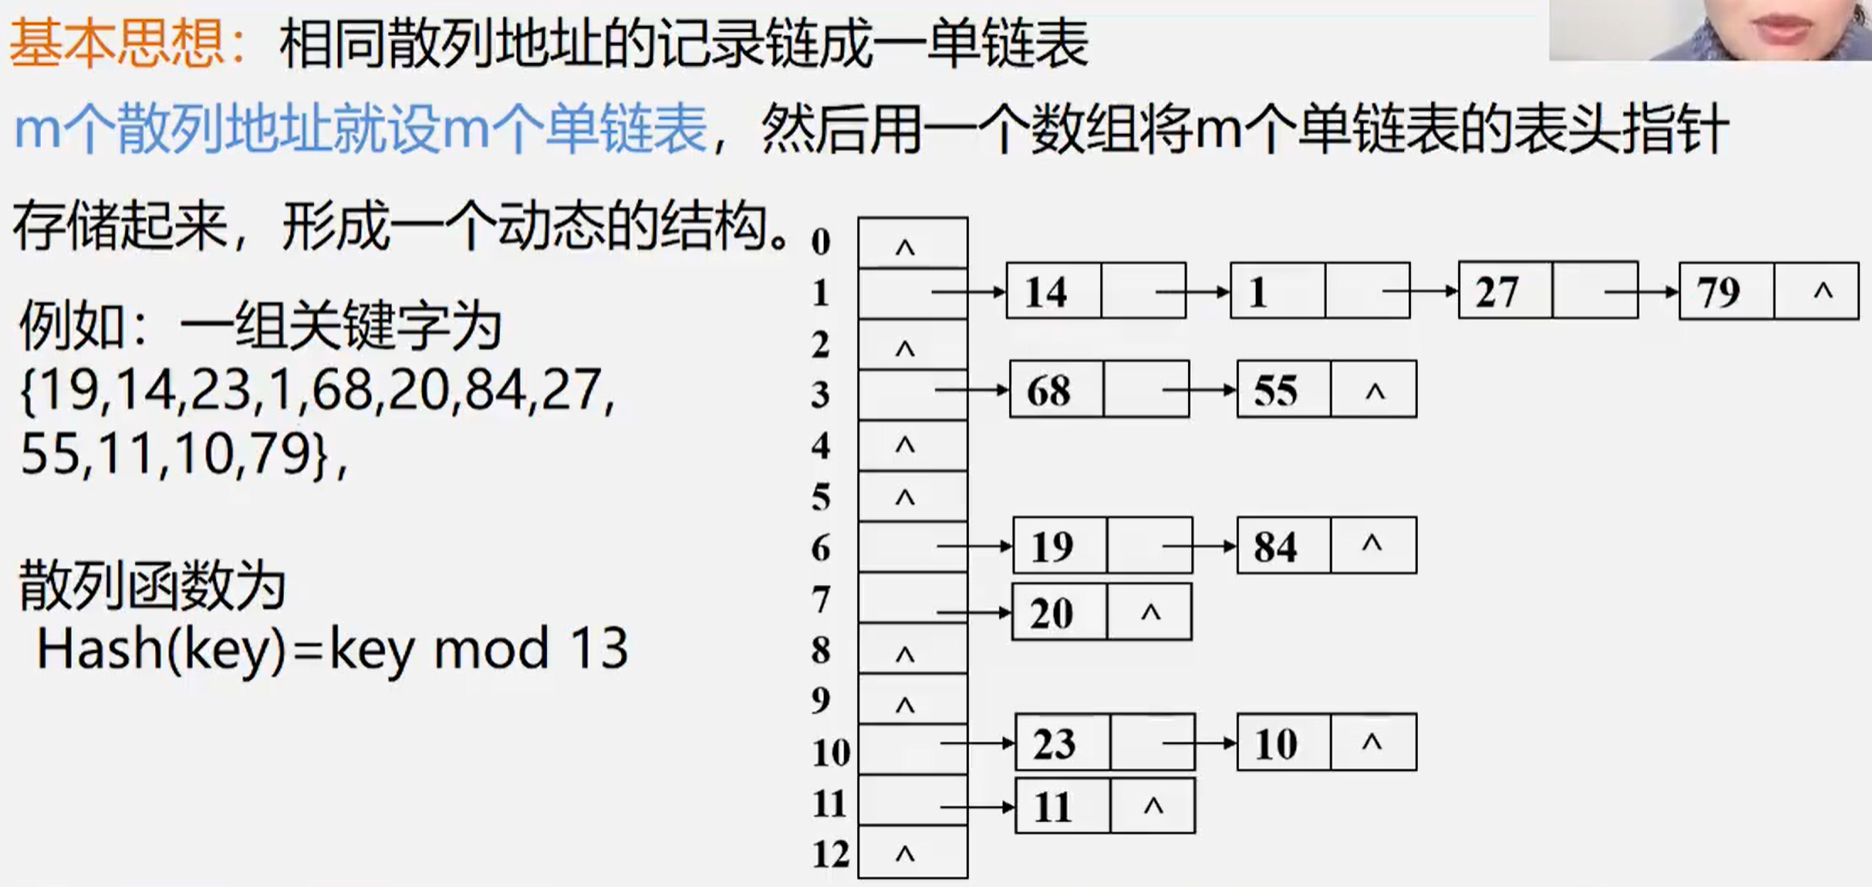 基本思想：相同散列地址的记录链成一单链表
m个散列地址就设m个单链表，然后用一个数组将m个单链表的表头指针
存储起来，形成一个动态的结构。
例如：一组关键字为
{19,14,23,1,68,20,84,27,
55,11,10,79},
散列函数为
Hash(key)=key mod 13
0 ^
1 14 1 27 79 ^
2 ^
3 68 55 ^
4 ^
5 ^
6 19 84 ^
7 20 ^
8 ^
9 ^
10 23 10 ^
11 11 ^
12 ^